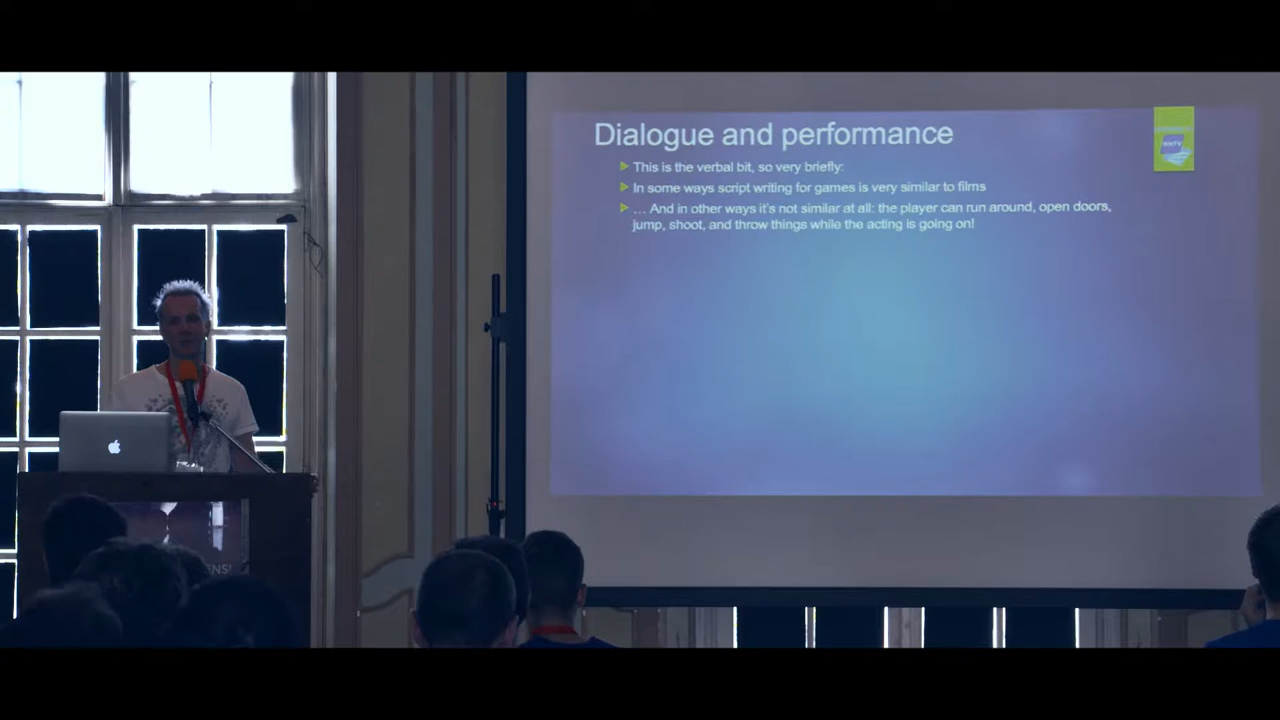 Dialogue and performance
This is the verbal bit, so very briefly:
In some ways script writing for games is very similar to films
… And in other ways it's not similar at all: the player can run around, open doors,
jump, shoot, and throw things while the acting is going on!